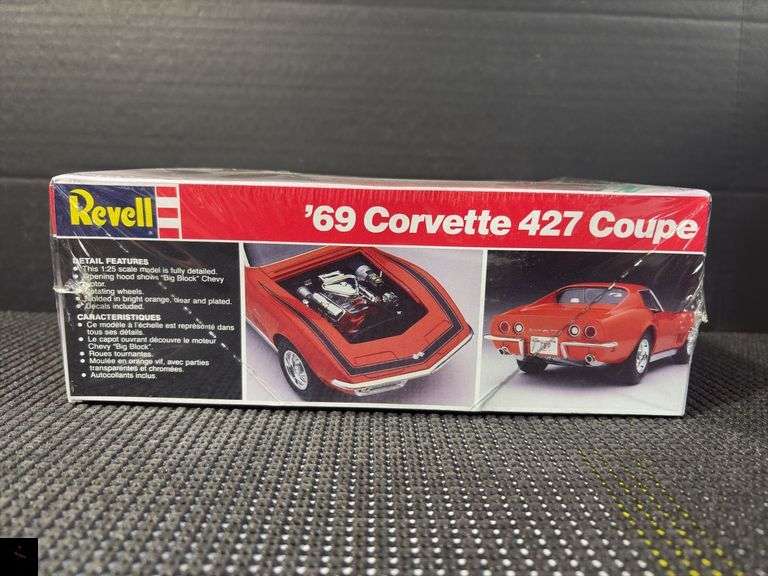 Revell
'69 Corvette 427 Coupe
DETAIL FEATURES
• This 1:25 scale model is fully detailed.
• Opening hood shows "Big Block" Chevy
motor.
• Rotating wheels.
• Molded in bright orange, clear and plated.
• Decals included.
CARACTERISTIQUES
• Ce modèle à l'échelle est représenté dans
tous ses détails.
• Le capot ouvrant découvre le moteur
Chevy "Big Block".
• Roues tournantes.
• Moulée en orange vif, avec parties
transparentes et chromées.
• Autocollants inclus.